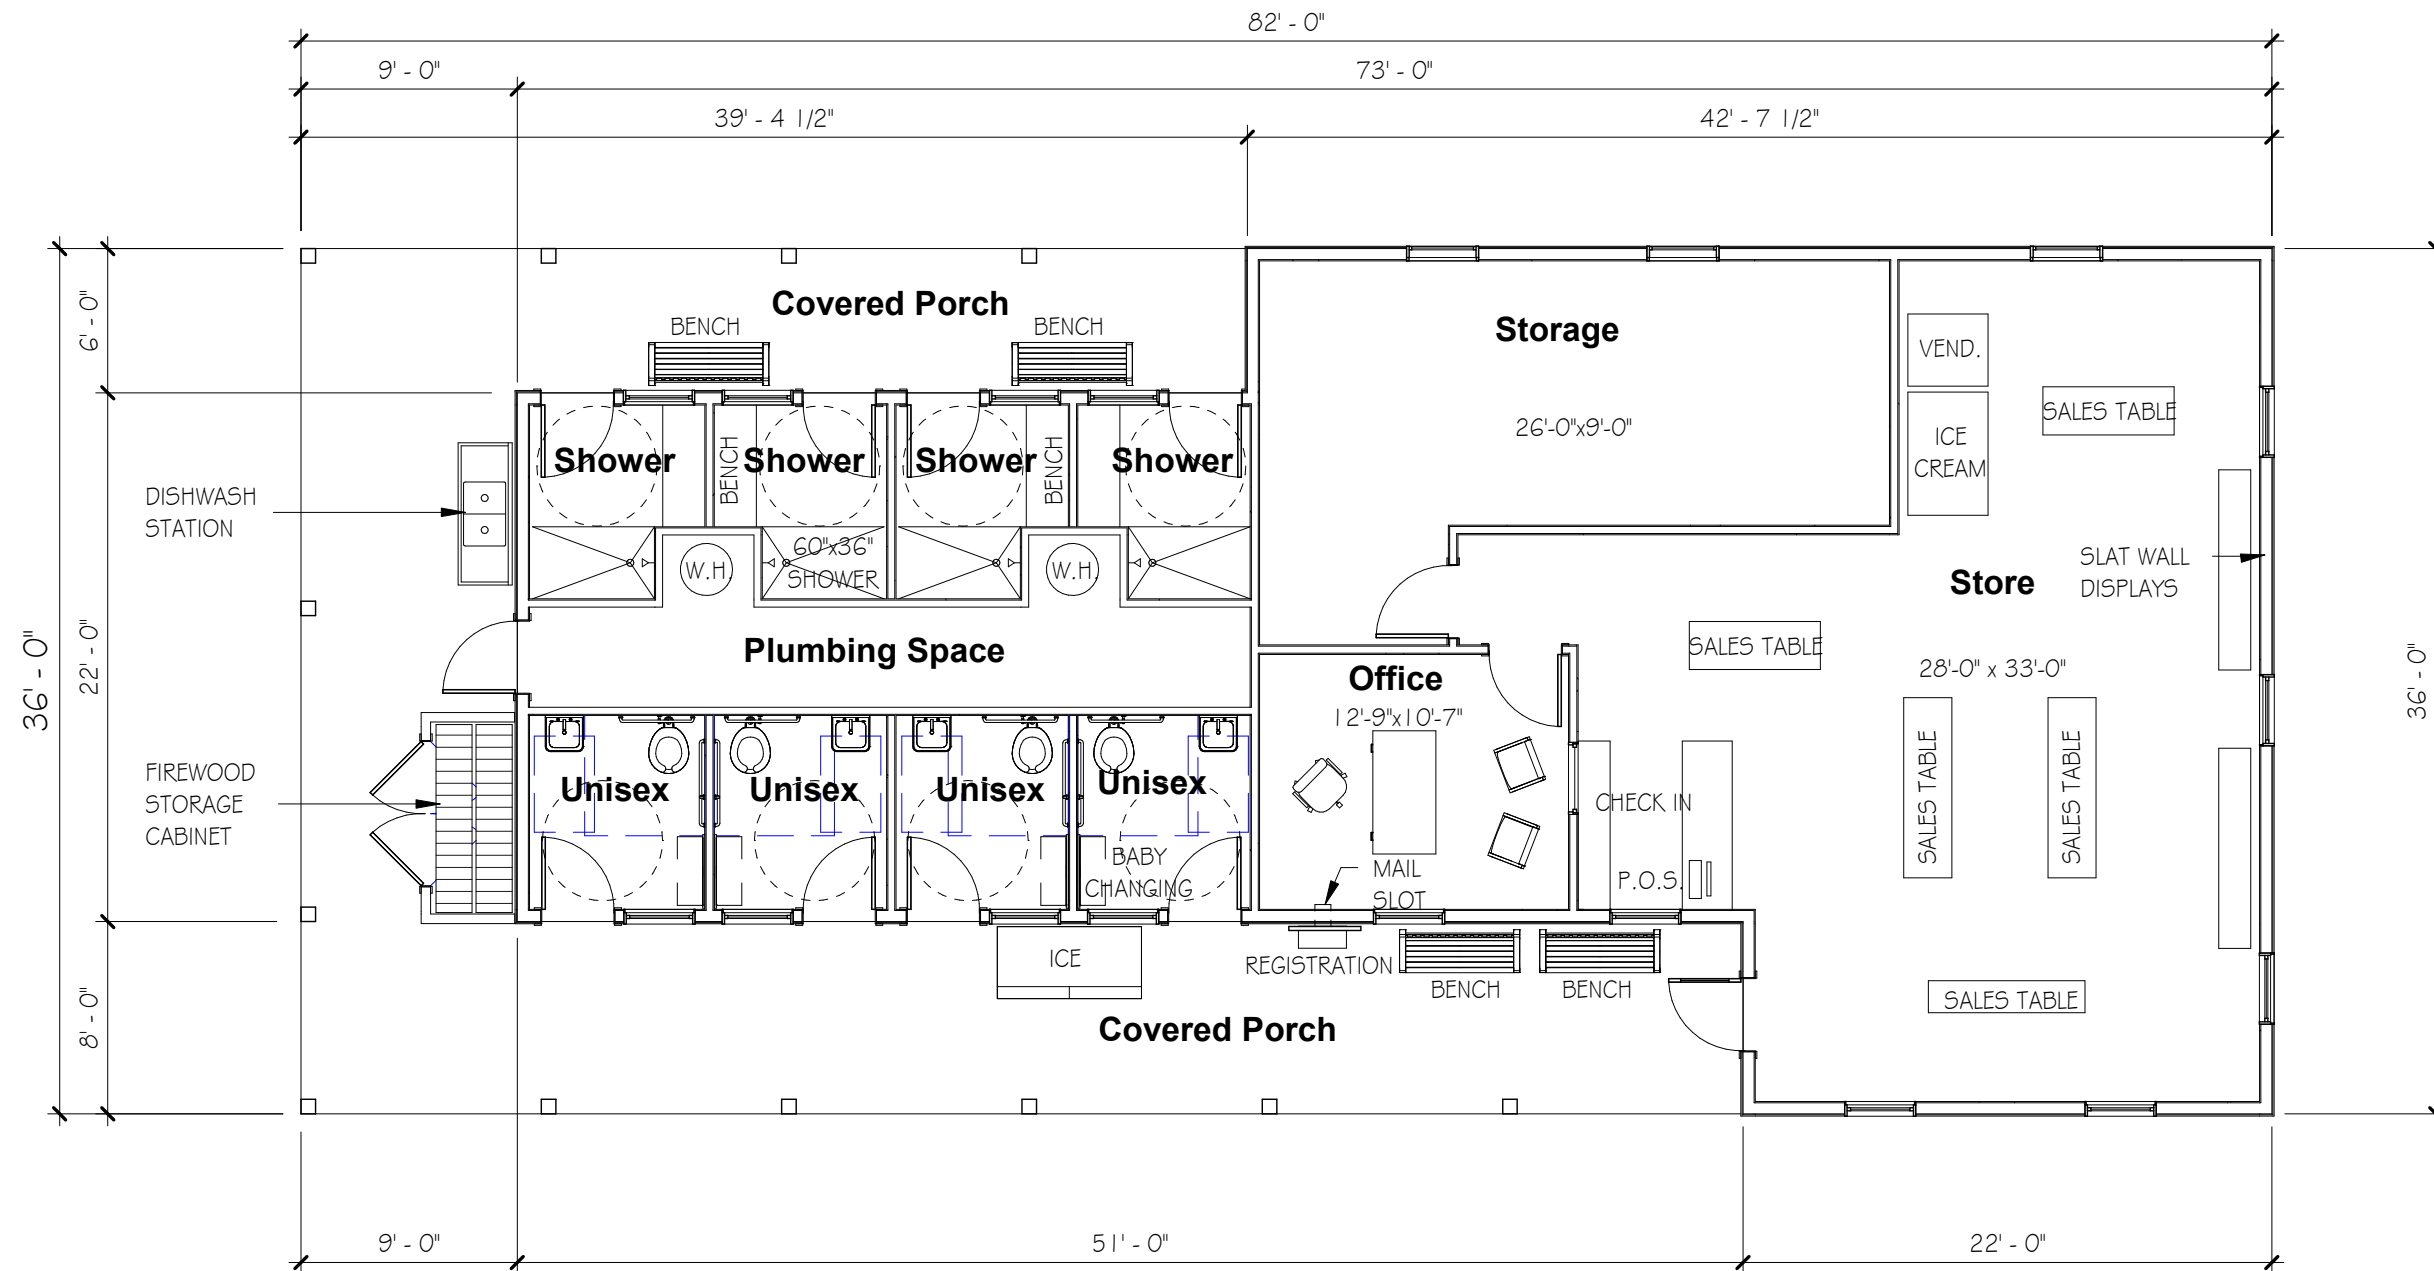 82' - 0"
9' - 0"
73' - 0"
39' - 4 1/2"
42' - 7 1/2"
36' - 0"
6' - 0"
22' - 0"
8' - 0"
36' - 0"
Covered Porch
BENCH
BENCH
Storage
26'-0"x9'-0"
VEND.
ICE
CREAM
SALES TABLE
Shower
BENCH
Shower
Shower
BENCH
Shower
DISHWASH
STATION
W.H.
60"x36"
SHOWER
W.H.
SLAT WALL
DISPLAYS
Store
SALES TABLE
28'-0" x 33'-0"
Plumbing Space
Office
12'-9"x10'-7"
FIREWOOD
STORAGE
CABINET
Unisex
Unisex
Unisex
Unisex
BABY
CHANGING
CHECK IN
P.O.S.
MAIL
SLOT
SALES TABLE
SALES TABLE
ICE
REGISTRATION
BENCH
BENCH
SALES TABLE
Covered Porch
9' - 0"
51' - 0"
22' - 0"